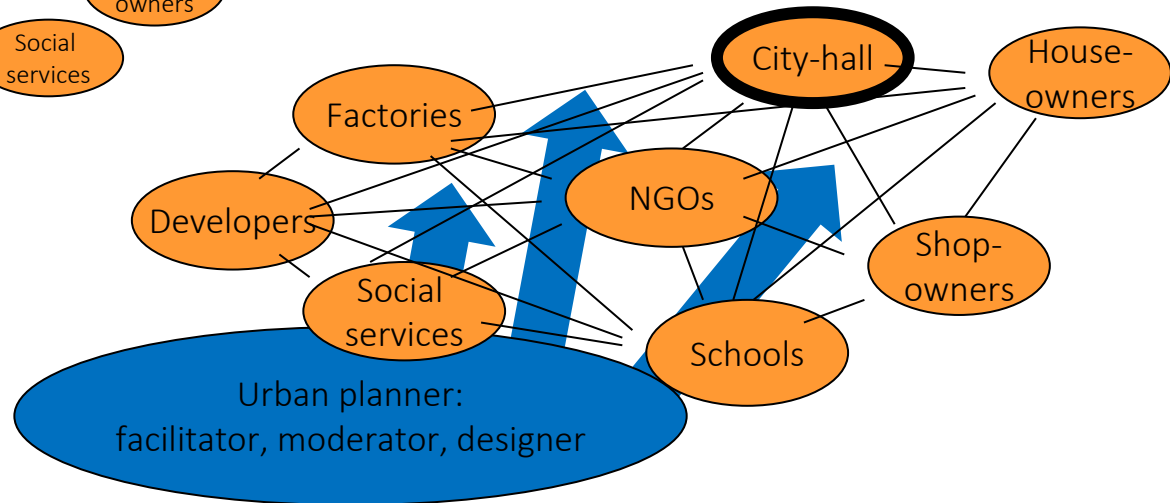 owners
Social
services
City-hall
House-
owners
Factories
NGOs
Developers
Shop-
owners
Social
services
Schools
Urban planner:
facilitator, moderator, designer